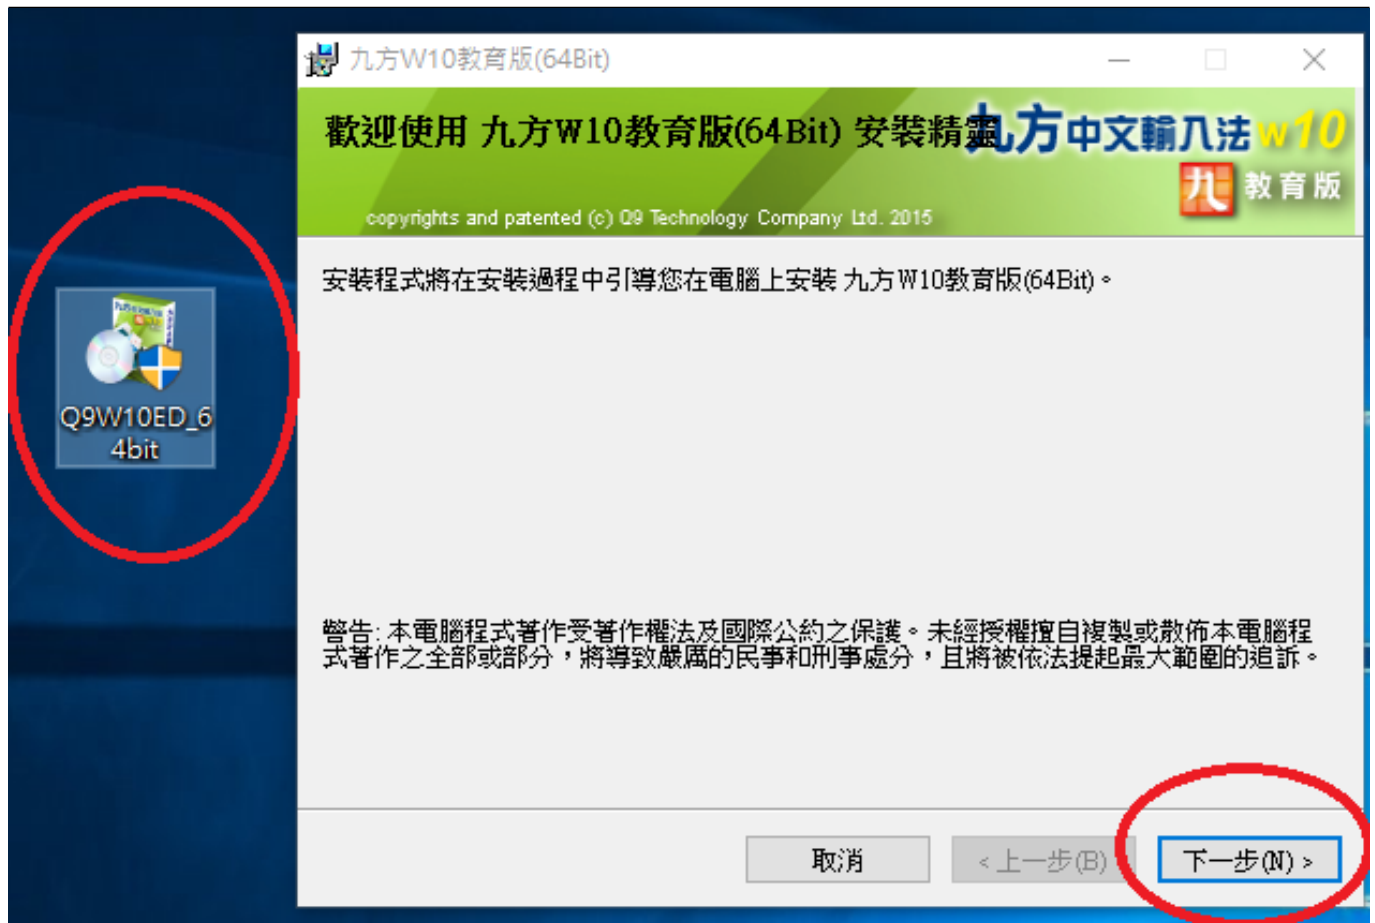 九方W10教育版(64Bit)
歡迎使用 九方W10教育版(64Bit) 安裝精靈
九方中文輸入法 W10
九 教育版
copyrights and patented (c) Q9 Technology Company Ltd. 2015
Q9W10ED_6
4bit
安裝程式將在安裝過程中引導您在電腦上安裝 九方W10教育版(64Bit)。
警告: 本電腦程式著作受著作權法及國際公約之保護。未經授權擅自複製或散佈本電腦程
式著作之全部或部分，將導致嚴厲的民事和刑事處分，且將被依法提起最大範圍的追訴。
取消
<上一步(B)
下一步(N) >